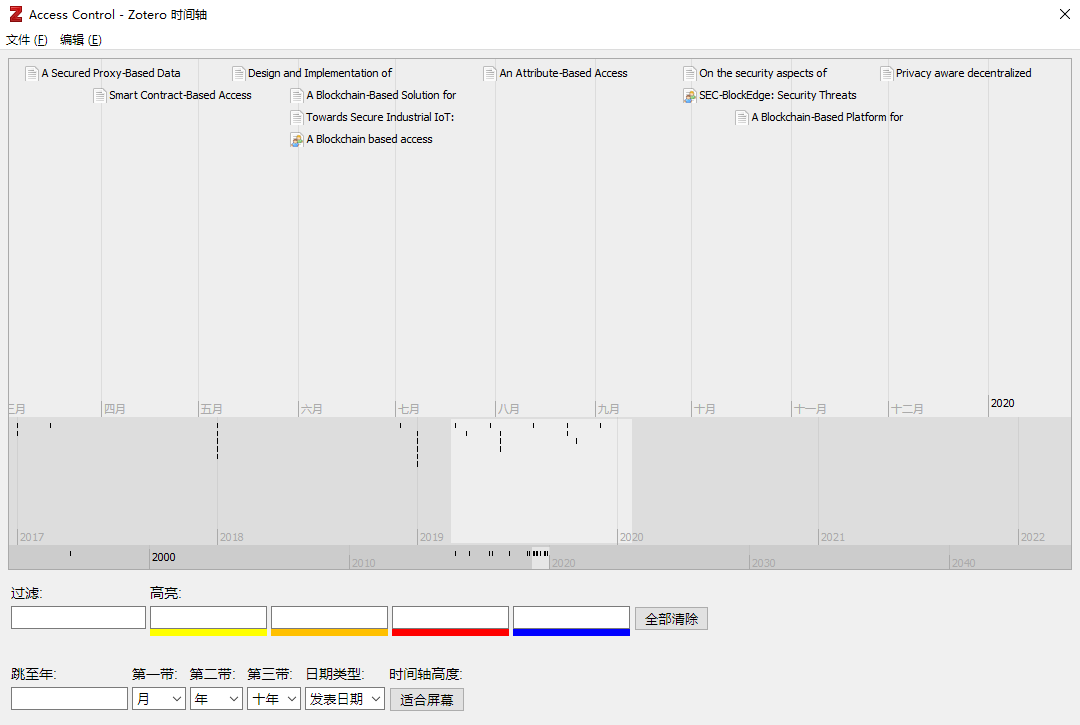 Access Control - Zotero 时间轴
文件 (F) 编辑 (E)
A Secured Proxy-Based Data Design and Implementation of An Attribute-Based Access On the security aspects of Privacy aware decentralized
Smart Contract-Based Access A Blockchain-Based Solution for SEC-BlockEdge: Security Threats
Towards Secure Industrial IoT: A Blockchain-Based Platform for
A Blockchain based access
2020
三月 四月 五月 六月 七月 八月 九月 十月 十一月 十二月
2017 2018 2019 2020 2021 2022
2000 2010 2020 2030 2040
过滤: 高亮:
全部清除
跳至年: 第一带: 第二带: 第三带: 日期类型: 时间轴高度:
月 年 十年 发表日期 适合屏幕